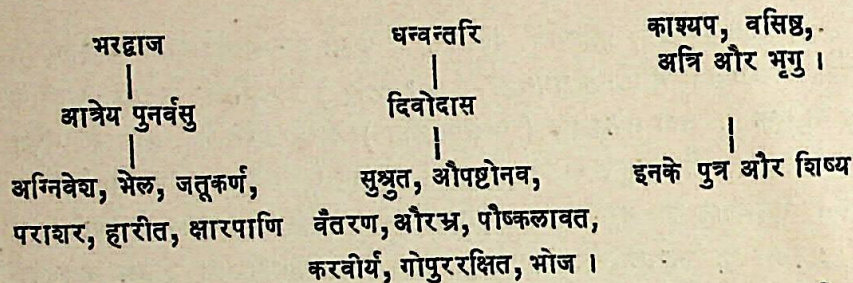 भरद्वाज
आत्रेय पुनर्वसु
अग्निवेश, भेल, जतूकर्ण,
पराशर, हारीत, क्षारपाणि
धन्वन्तरि
दिवोदास
सुश्रुत, औपष्टोनव,
वैतरण, औरभ्र, पौष्कलावत,
करवीर्य, गोपुररक्षित, भोज ।
काश्यप, वसिष्ठ,
अत्रि और भृगु ।
इनके पुत्र और शिष्य